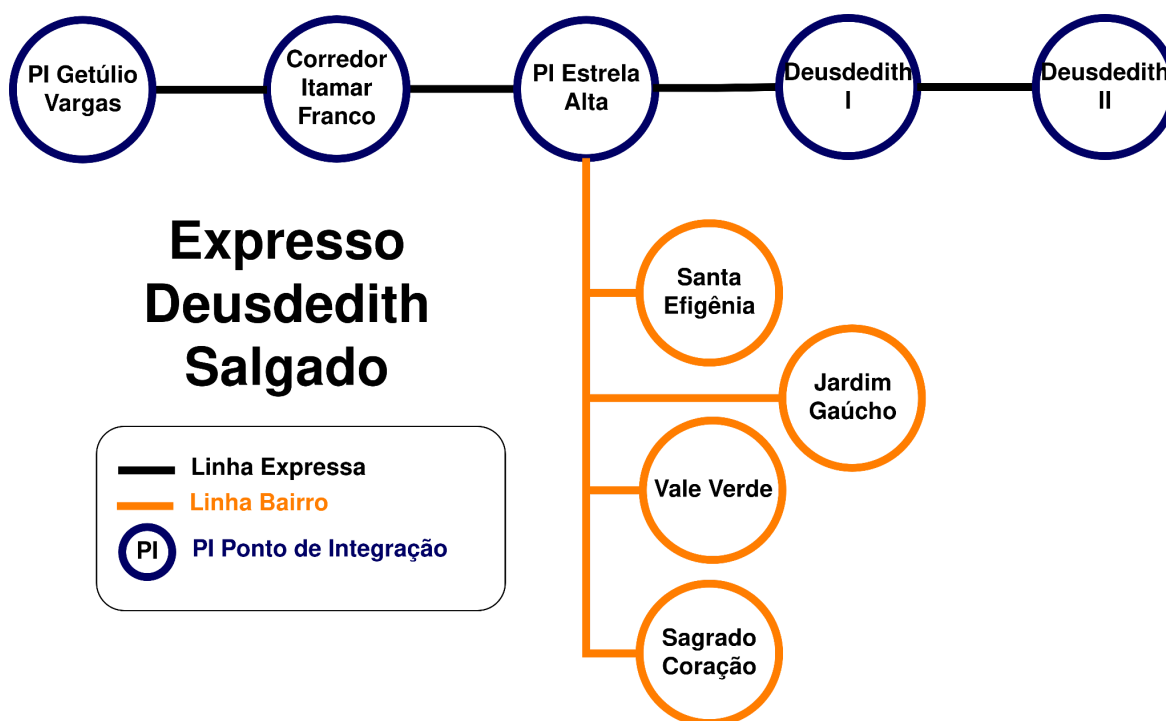 PI Getúlio
Vargas
Corredor
Itamar
Franco
PI Estrela
Alta
Deusdedith
I
Deusdedith
II
Expresso
Deusdedith
Salgado
Santa
Efigênia
Jardim
Gaúcho
Vale Verde
Sagrado
Coração
Linha Expressa
Linha Bairro
PI
PI Ponto de Integração